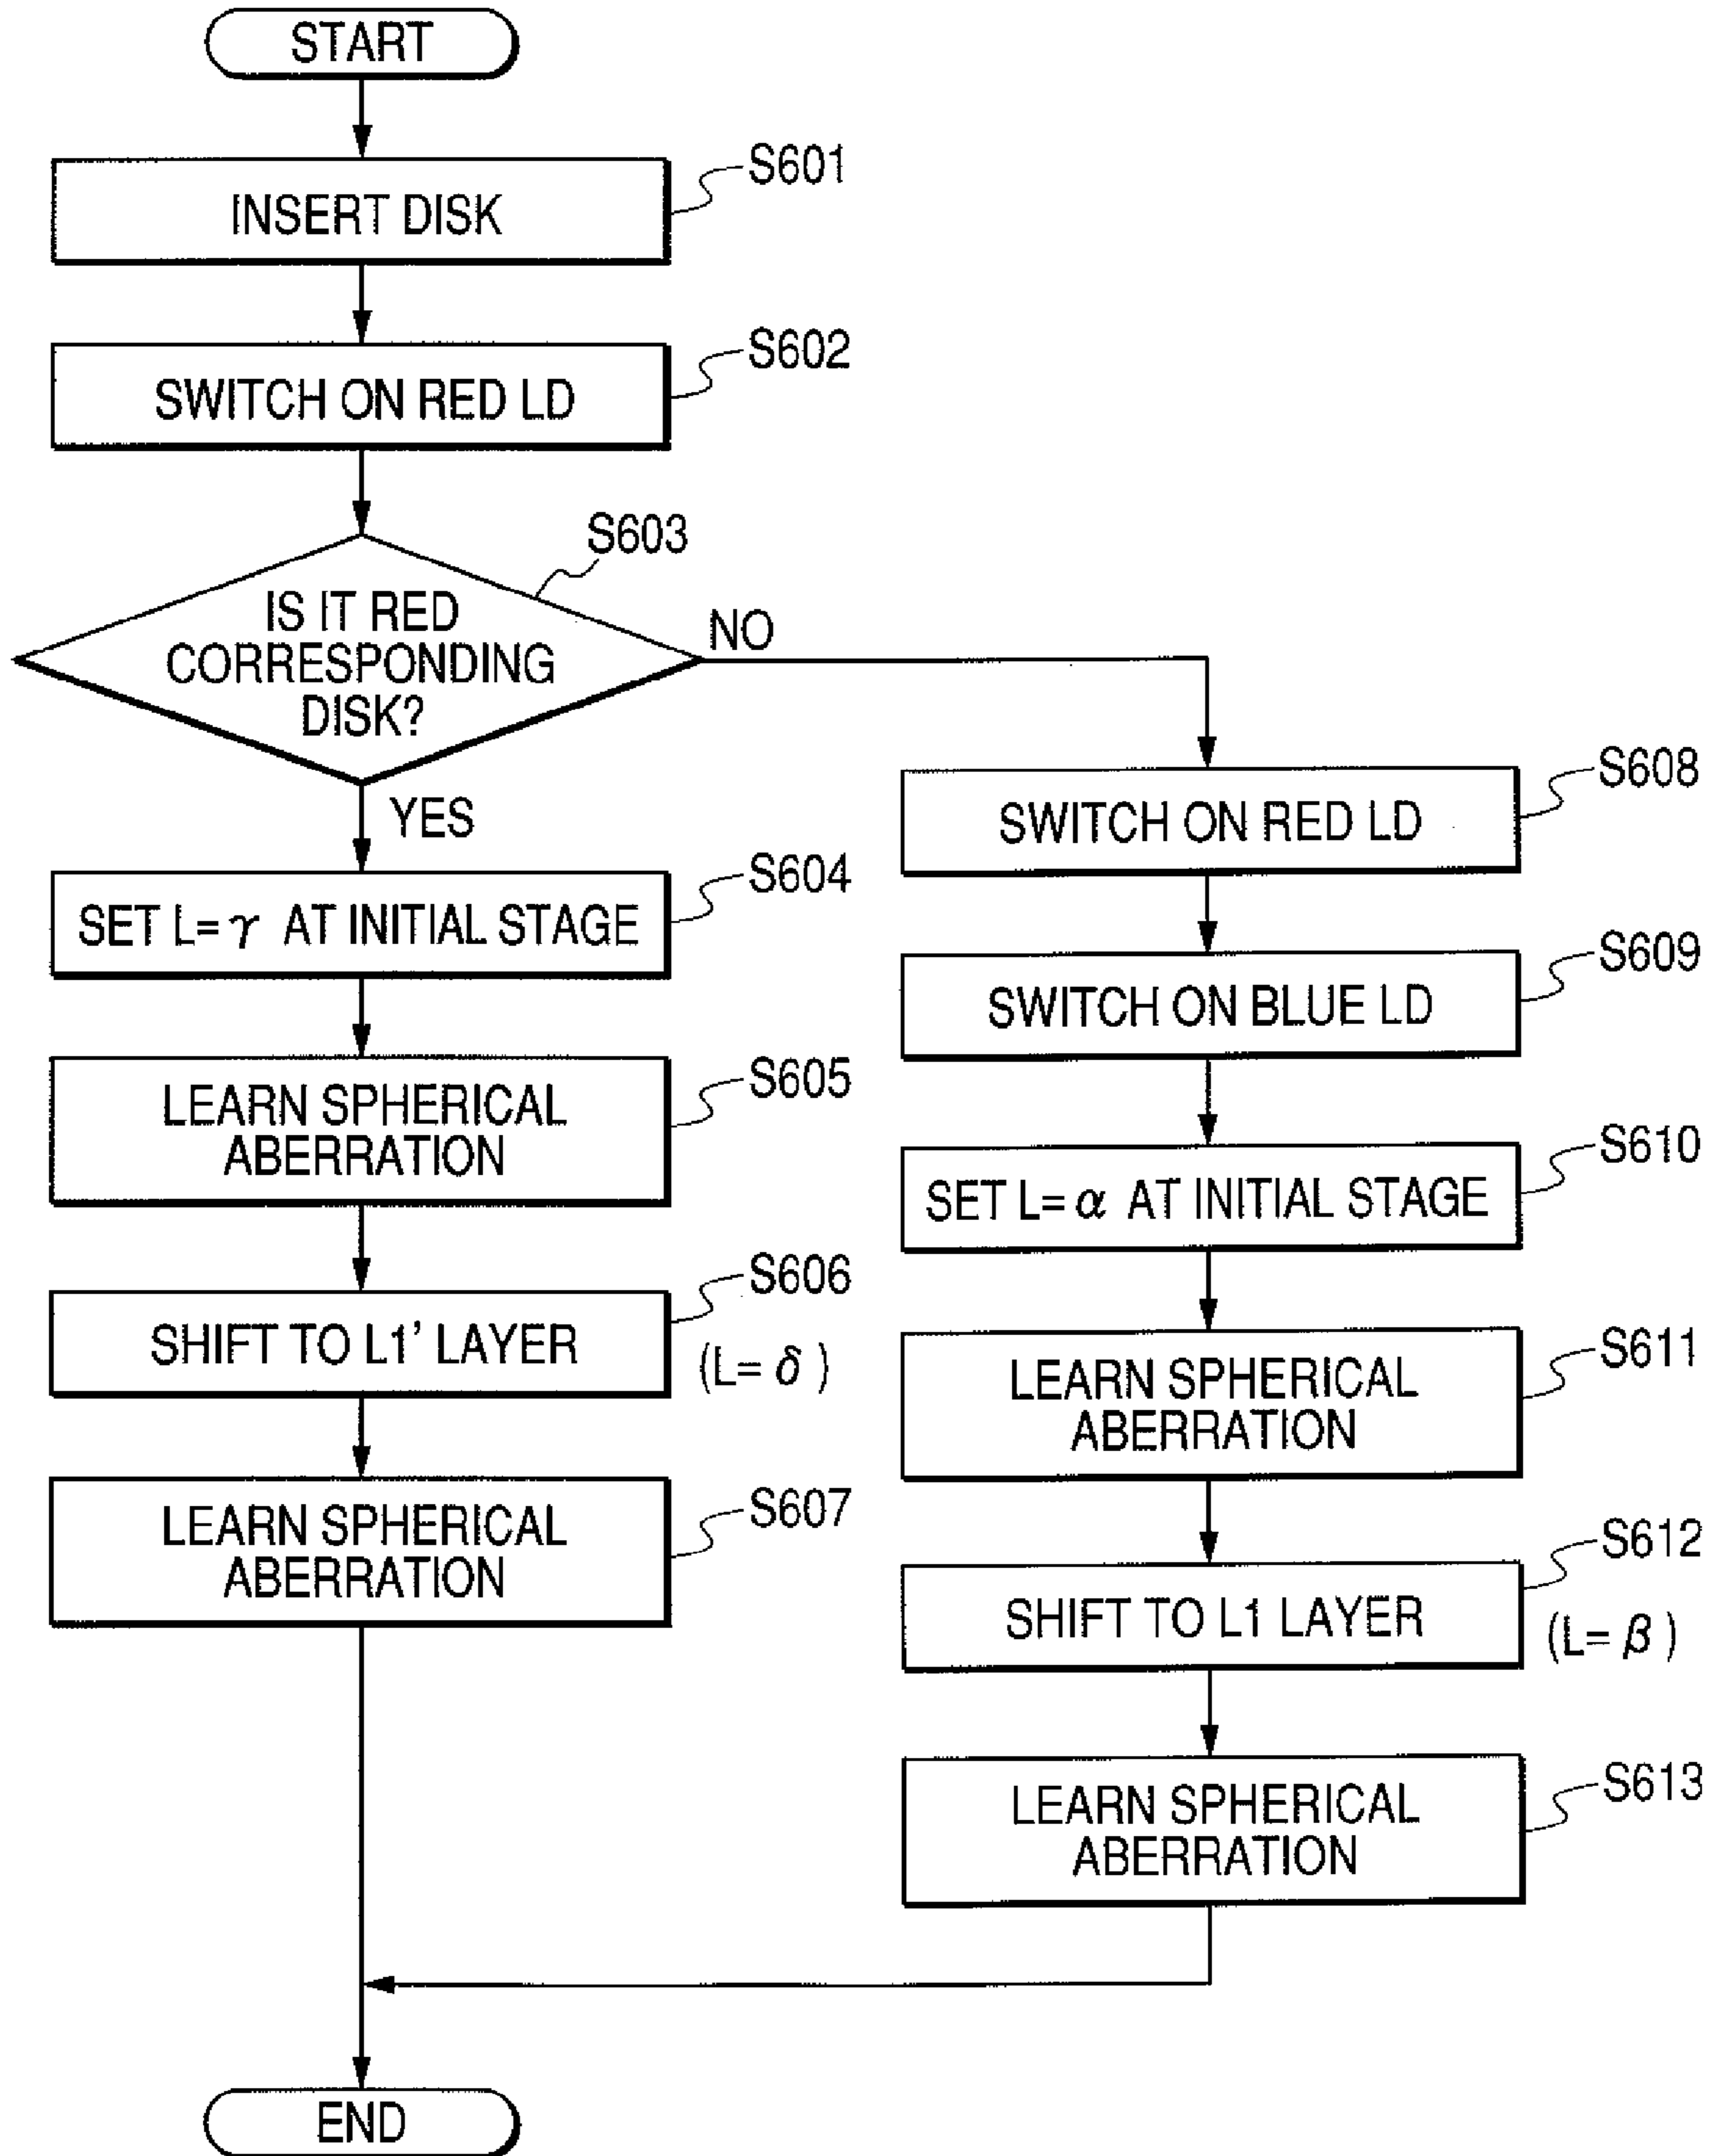 START
INSERT DISK
S601
SWITCH ON RED LD
S602
IS IT RED
CORRESPONDING
DISK?
S603
NO
YES
SET L= γ AT INITIAL STAGE
S604
LEARN SPHERICAL
ABERRATION
S605
SHIFT TO L1' LAYER
S606
(L= δ )
LEARN SPHERICAL
ABERRATION
S607
SWITCH ON RED LD
S608
SWITCH ON BLUE LD
S609
SET L= α AT INITIAL STAGE
S610
LEARN SPHERICAL
ABERRATION
S611
SHIFT TO L1 LAYER
S612
(L= β )
LEARN SPHERICAL
ABERRATION
S613
END